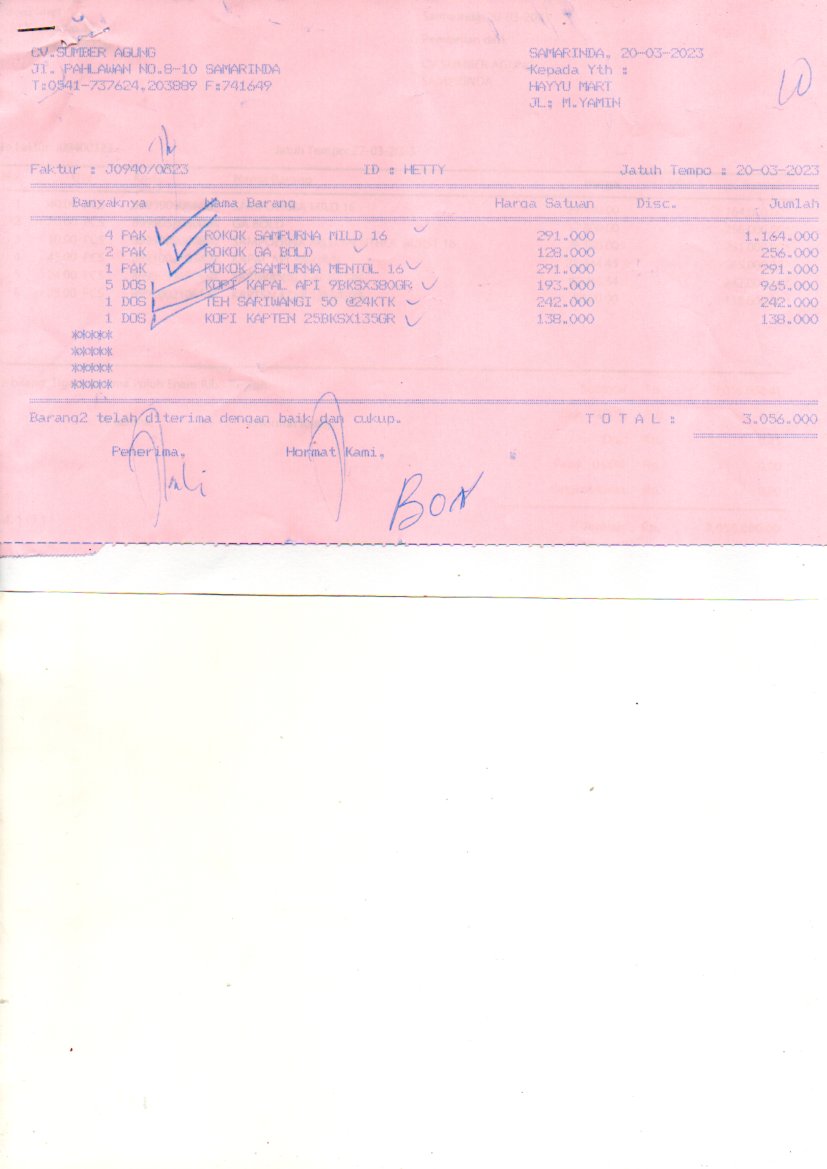 CV.SUMBER AGUNG
Jl. PAHLAWAN NO.8-10 SAMARINDA
T:0541-737624,203889 F:741649
SAMARINDA, 20-03-2023
Kepada Yth :
HAYYU MART
JL; M.YAMIN
Faktur : J0940/0323 ID : HETTY Jatuh Tempo : 20-03-2023
Banyaknya Nama Barang Harga Satuan Disc. Jumlah
4 PAK ROKOK SAMPURNA MILD 16 291.000 1.164.000
2 PAK ROKOK GA BOLD 128.000 256.000
1 PAK ROKOK SAMPURNA MENTOL 16 291.000 291.000
5 DOS KOPI KAPAL API 9BKSX380GR 193.000 965.000
1 DOS TEH SARIWANGI 50 @24KTK 242.000 242.000
1 DOS KOPI KAPTEN 25BKSX135GR 138.000 138.000
*****
*****
*****
*****
Barang2 telah diterima dengan baik dan cukup. T O T A L : 3.056.000
Penerima, Hormat Kami,
BON